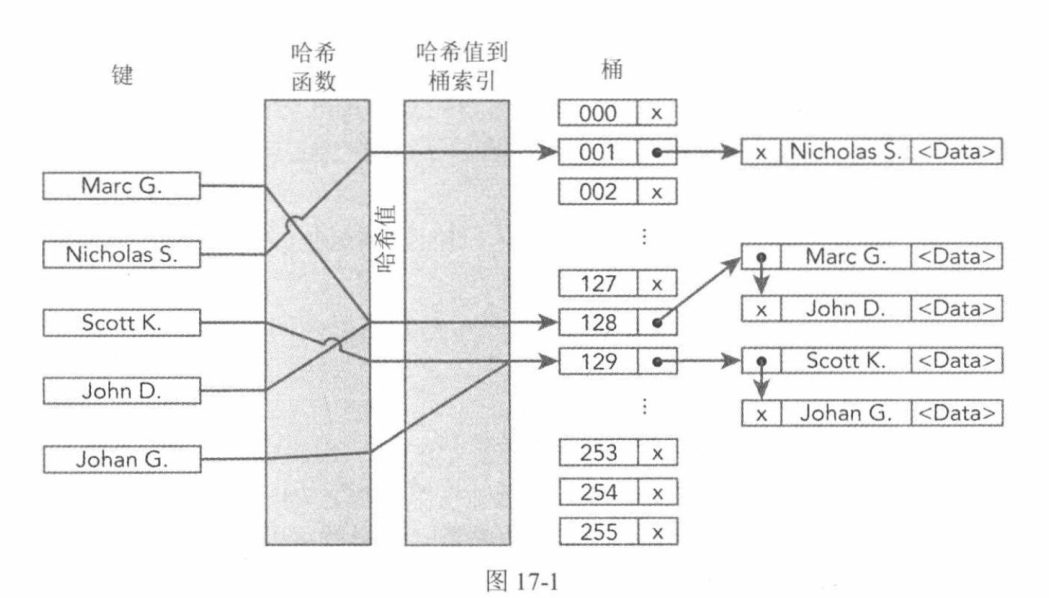 键
哈希
函数
哈希值到
桶索引
桶
000 x
001
x Nicholas S. <Data>
Marc G.
002 x
哈希值
Nicholas S.
⋮
Marc G. <Data>
127 x
x John D. <Data>
Scott K.
128
129
Scott K. <Data>
John D.
⋮
x Johan G. <Data>
Johan G.
253 x
254 x
255 x
图 17-1